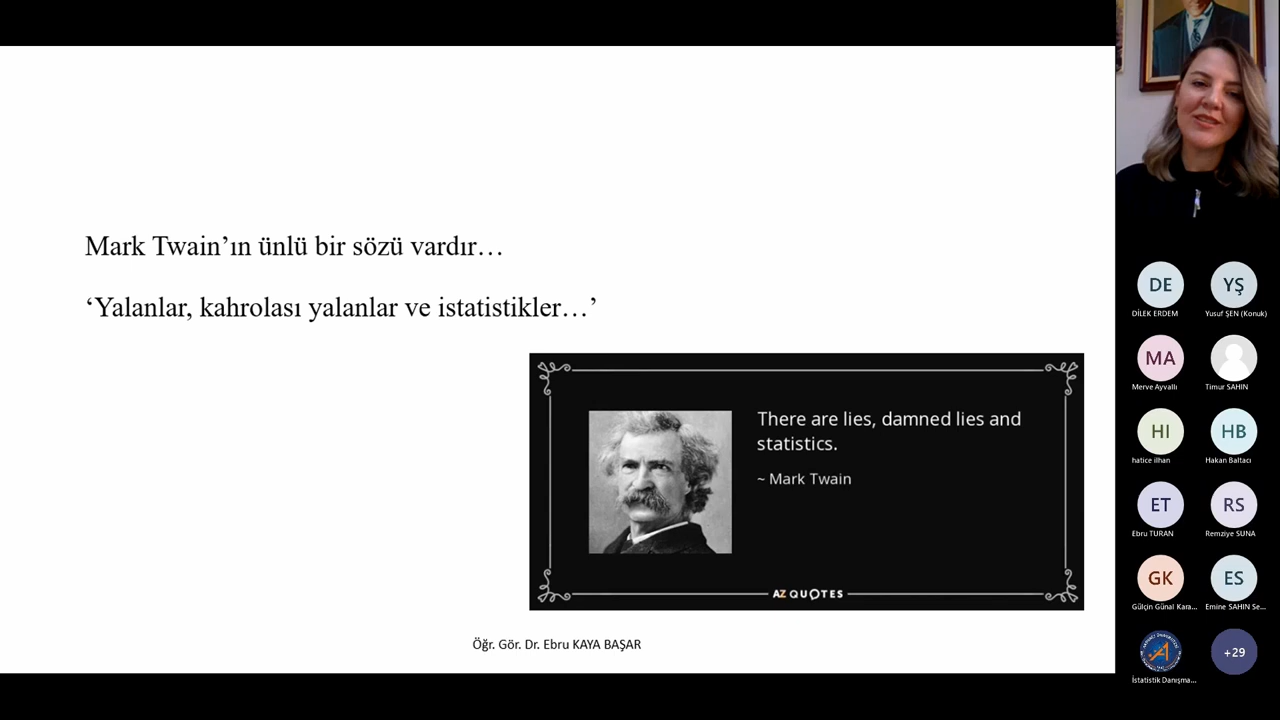 Mark Twain’ın ünlü bir sözü vardır…
‘Yalanlar, kahrolası yalanlar ve istatistikler…’
There are lies, damned lies and
statistics.
~ Mark Twain
AZ QUOTES
Öğr. Gör. Dr. Ebru KAYA BAŞAR
DE
YŞ
DİLEK ERDEM
Yusuf ŞEN (Konuk)
MA
Merve Ayvallı
Timur SAHIN
HI
HB
hatice ilhan
Hakan Baltacı
ET
RS
Ebru TURAN
Remziye SUNA
GK
ES
Gülçin Günal Kara...
Emine SAHIN Se...
+29
İstatistik Danışma...